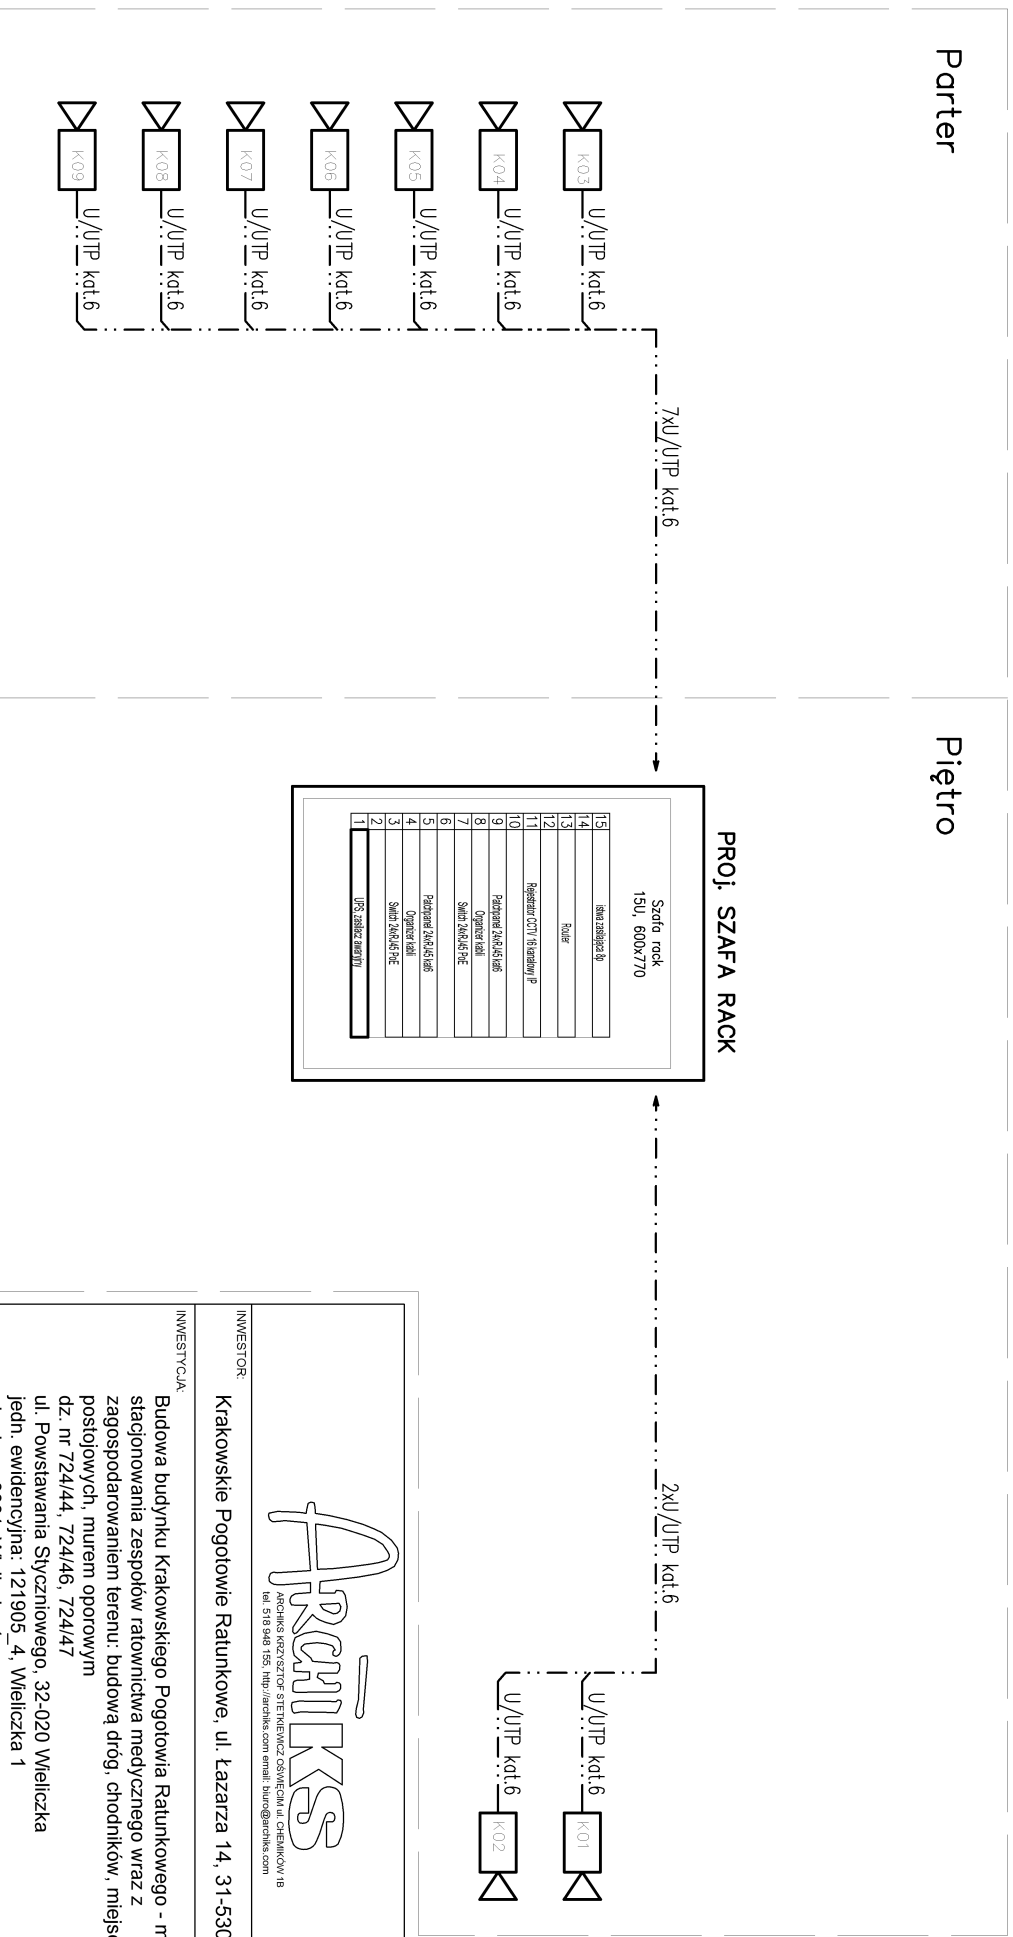 Parter
K03
U/UTP kat.6
K04
U/UTP kat.6
K05
U/UTP kat.6
K06
U/UTP kat.6
K07
U/UTP kat.6
K08
U/UTP kat.6
K09
U/UTP kat.6
7xU/UTP kat.6
Piętro
PROj. SZAFA RACK
Szafa rack
15U, 600x770
15 istwa zasilajaca 8p
14
13 Router
12
11 Rejestrator CCTV 16 kanałowy IP
10
9 Patchpanel 24xRJ45 kat6
8 Organizer kabli
7 Switch 24xRJ45 PoE
6
5 Patchpanel 24xRJ45 kat6
4 Organizer kabli
3 Switch 24xRJ45 PoE
2
1 UPS, zasilacz awaryjny
2xU/UTP kat.6
U/UTP kat.6
K01
U/UTP kat.6
K02
ARCHIKS
ARCHIKS KRZYSZTOF STETKIEWICZ OŚWIĘCIM ul. CHEMIKÓW 1B
tel. 518 948 155, http://archiks.com email: biuro@archiks.com
INWESTOR:
Krakowskie Pogotowie Ratunkowe, ul. Łazarza 14, 31-530
INWESTYCJA:
Budowa budynku Krakowskiego Pogotowia Ratunkowego - m
stacjonowania zespołów ratownictwa medycznego wraz z
zagospodarowaniem terenu: budową dróg, chodników, miejsc
postojowych, murem oporowym
dz. nr 724/44, 724/46, 724/47
ul. Powstawania Styczniowego, 32-020 Wieliczka
jedn. ewidencyjna: 121905_4, Wieliczka 1